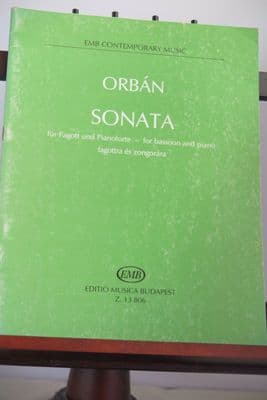 EMB CONTEMPORARY MUSIC
ORBÁN
SONATA
für Fagott und Pianoforte – for bassoon and piano
fagottra és zongorára
EMB
EDITIO MUSICA BUDAPEST
Z. 13 806